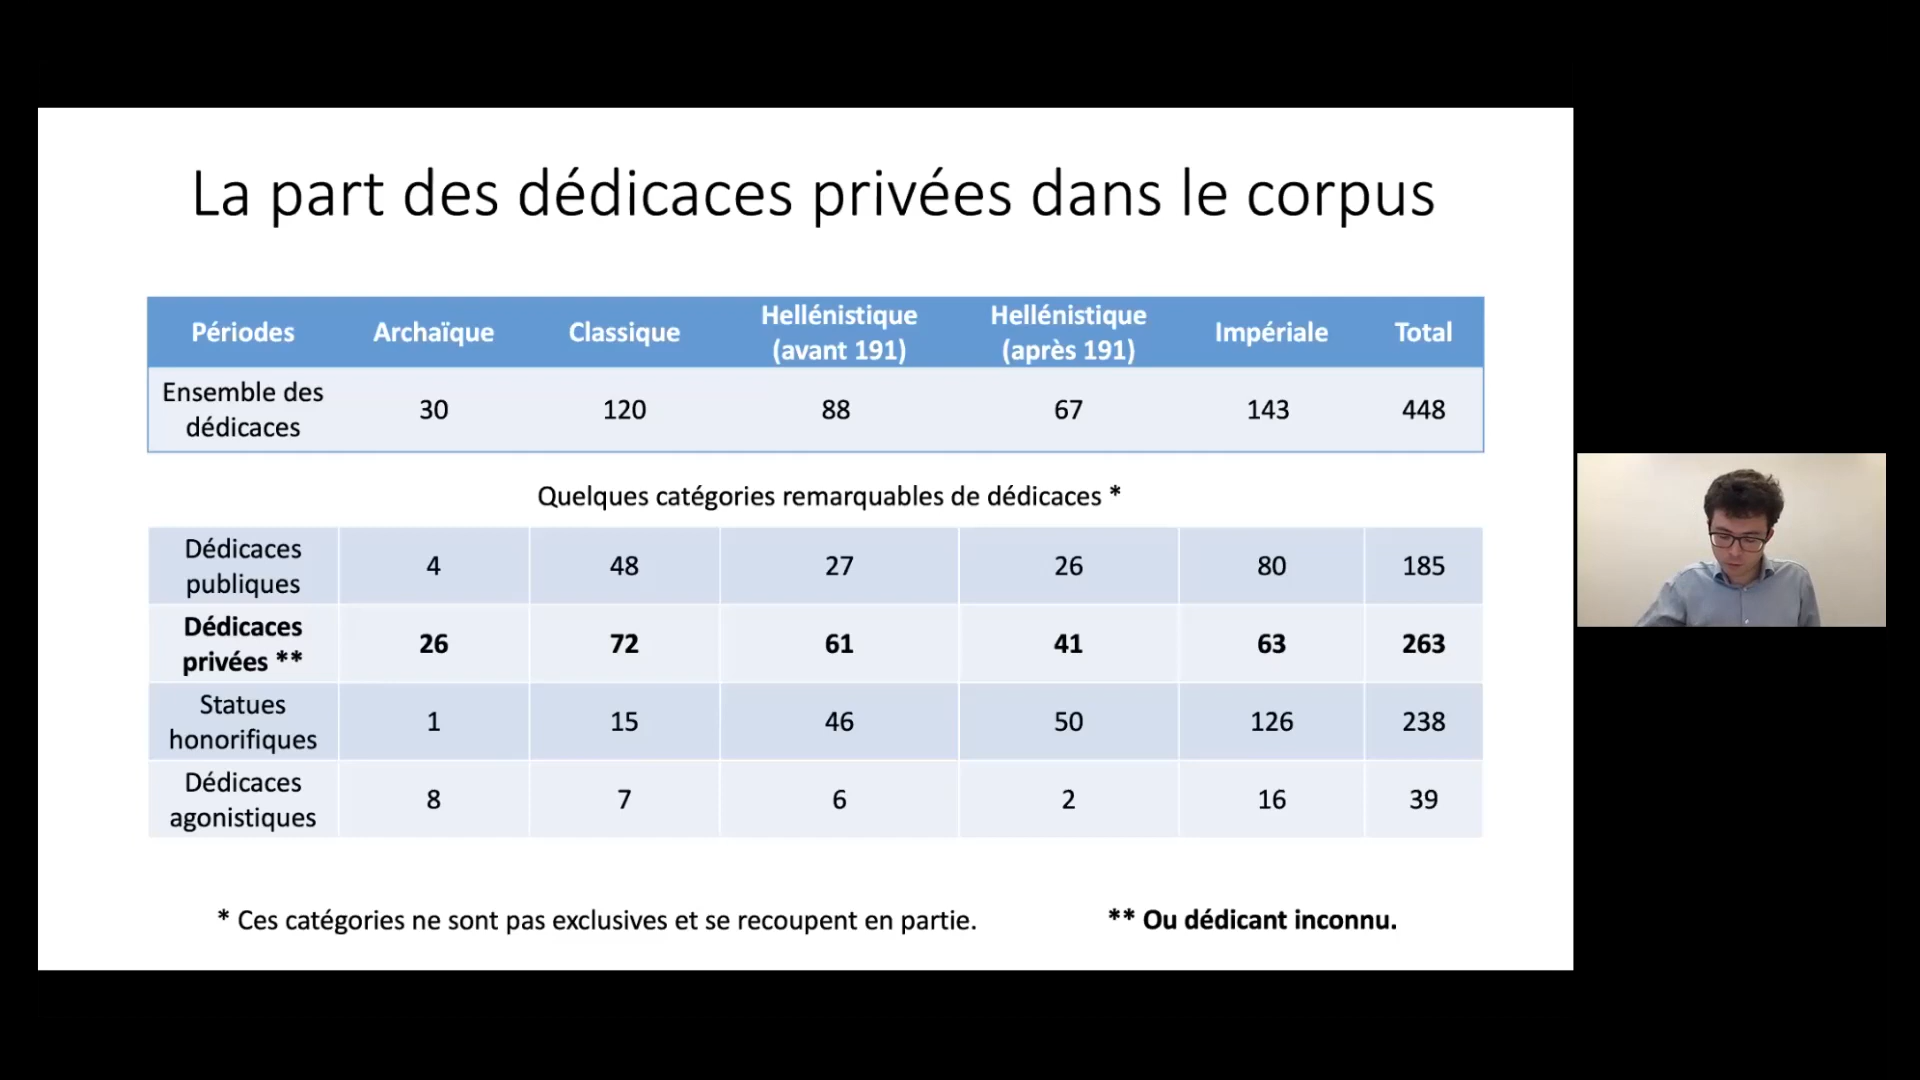 La part des dédicaces privées dans le corpus
Périodes Archaïque Classique Hellénistique (avant 191) Hellénistique (après 191) Impériale Total
Ensemble des dédicaces 30 120 88 67 143 448
Quelques catégories remarquables de dédicaces *
Dédicaces publiques 4 48 27 26 80 185
Dédicaces privées ** 26 72 61 41 63 263
Statues honorifiques 1 15 46 50 126 238
Dédicaces agonistiques 8 7 6 2 16 39
* Ces catégories ne sont pas exclusives et se recoupent en partie.
** Ou dédicant inconnu.